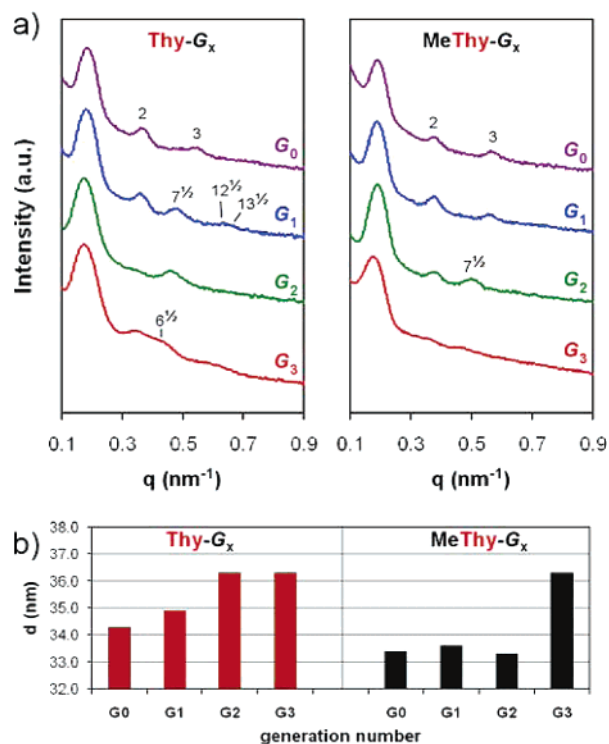 a)
Thy-Gx
MeThy-Gx
Intensity (a.u.)
2
3
G0
7½
12½
13½
G1
G2
6½
G3
2
3
G0
G1
7½
G2
G3
0.1 0.3 0.5 0.7 0.9
0.1 0.3 0.5 0.7 0.9
q (nm-1)
q (nm-1)
b)
Thy-Gx
MeThy-Gx
d (nm)
38.0
37.0
36.0
35.0
34.0
33.0
32.0
G0 G1 G2 G3 G0 G1 G2 G3
generation number